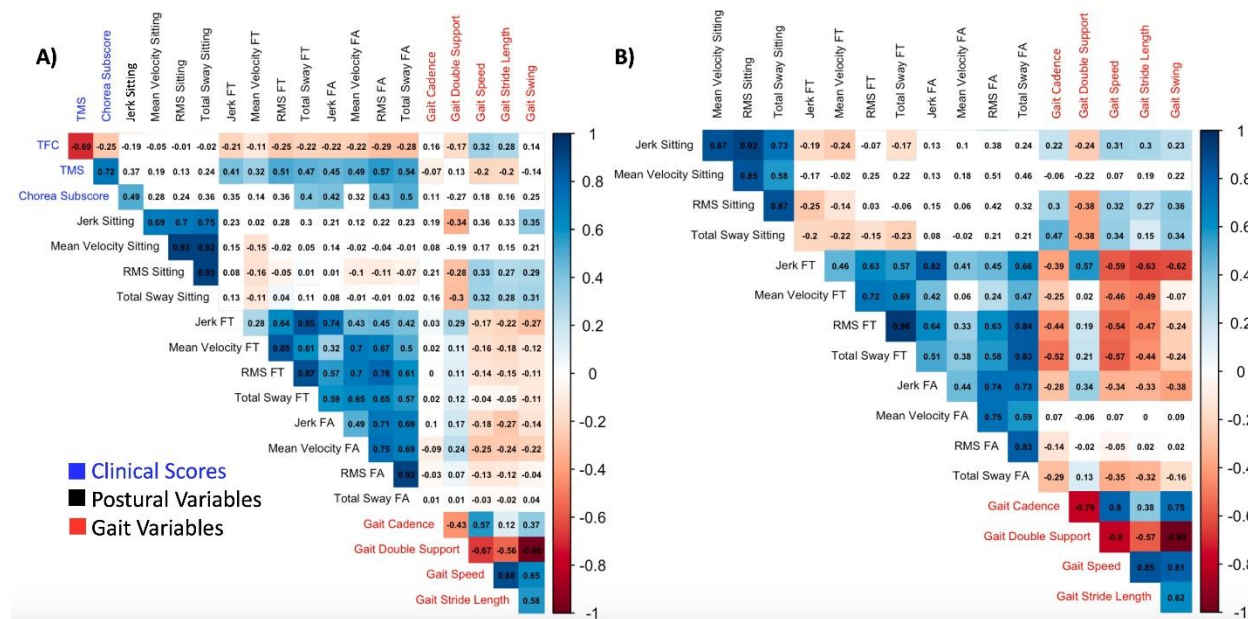 A)
TMS
Chorea Subscore
Jerk Sitting
Mean Velocity Sitting
RMS Sitting
Total Sway Sitting
Jerk FT
Mean Velocity FT
RMS FT
Total Sway FT
Jerk FA
Mean Velocity FA
RMS FA
Total Sway FA
Gait Cadence
Gait Double Support
Gait Speed
Gait Stride Length
Gait Swing
TFC -0.69 -0.25 -0.19 -0.05 -0.01 -0.02 -0.21 -0.11 -0.25 -0.22 -0.22 -0.22 -0.29 -0.28 0.16 -0.17 0.32 0.28 0.14
TMS 0.72 0.37 0.19 0.13 0.24 0.41 0.32 0.51 0.47 0.45 0.49 0.57 0.54 -0.07 0.13 -0.2 -0.2 -0.14
Chorea Subscore 0.49 0.28 0.24 0.36 0.35 0.14 0.36 0.4 0.42 0.32 0.43 0.5 0.11 -0.27 0.18 0.16 0.25
Jerk Sitting 0.69 0.7 0.75 0.23 0.02 0.28 0.3 0.21 0.12 0.22 0.23 0.19 -0.34 0.36 0.33 0.35
Mean Velocity Sitting 0.93 0.92 0.15 -0.15 -0.02 0.05 0.14 -0.02 -0.04 -0.01 0.08 -0.19 0.17 0.15 0.21
RMS Sitting 0.93 0.08 -0.16 -0.05 0.01 0.01 -0.1 -0.11 -0.07 0.21 -0.28 0.33 0.27 0.29
Total Sway Sitting 0.13 -0.11 0.04 0.11 0.08 -0.01 -0.01 0.02 0.16 -0.3 0.32 0.28 0.31
Jerk FT 0.28 0.64 0.85 0.74 0.43 0.45 0.42 0.03 0.29 -0.17 -0.22 -0.27
Mean Velocity FT 0.85 0.61 0.32 0.7 0.67 0.5 0.02 0.11 -0.16 -0.18 -0.12
RMS FT 0.87 0.57 0.7 0.78 0.61 0 0.11 -0.14 -0.15 -0.11
Total Sway FT 0.59 0.65 0.65 0.57 0.02 0.12 -0.04 -0.05 -0.11
Jerk FA 0.49 0.71 0.69 0.1 0.17 -0.18 -0.27 -0.14
Mean Velocity FA 0.75 0.69 -0.09 0.24 -0.25 -0.24 -0.22
RMS FA 0.93 -0.03 0.07 -0.13 -0.12 -0.04
Total Sway FA 0.01 0.01 -0.03 -0.02 0.04
Gait Cadence -0.43 0.57 0.12 0.37
Gait Double Support -0.67 -0.56
Gait Speed 0.88 0.65
Gait Stride Length 0.58
Clinical Scores
Postural Variables
Gait Variables
1
0.8
0.6
0.4
0.2
0
-0.2
-0.4
-0.6
-0.8
-1
B)
Mean Velocity Sitting
RMS Sitting
Total Sway Sitting
Jerk FT
Mean Velocity FT
RMS FT
Total Sway FT
Jerk FA
Mean Velocity FA
RMS FA
Total Sway FA
Gait Cadence
Gait Double Support
Gait Speed
Gait Stride Length
Gait Swing
Jerk Sitting 0.87 0.92 0.73 -0.19 -0.24 -0.07 -0.17 0.13 0.1 0.38 0.24 0.22 -0.24 0.31 0.3 0.23
Mean Velocity Sitting 0.85 0.58 -0.17 -0.02 0.25 0.22 0.13 0.18 0.56 0.46 -0.06 -0.22 0.07 0.19 0.22
RMS Sitting 0.87 -0.25 -0.14 0.03 -0.06 0.15 0.06 0.42 0.32 0.3 -0.38 0.32 0.27 0.36
Total Sway Sitting -0.2 -0.22 -0.15 -0.23 0.08 -0.02 0.21 0.21 0.47 -0.38 0.34 0.15 0.34
Jerk FT 0.46 0.63 0.57 0.82 0.41 0.45 0.66 -0.39 0.57 -0.59 -0.63 -0.62
Mean Velocity FT 0.72 0.69 0.42 0.06 0.24 0.47 -0.25 0.02 -0.46 -0.49 -0.07
RMS FT 0.98 0.64 0.33 0.63 0.84 -0.44 0.19 -0.54 -0.47 -0.24
Total Sway FT 0.51 0.38 0.58 0.83 -0.52 0.21 -0.57 -0.44 -0.24
Jerk FA 0.44 0.74 0.73 -0.28 0.34 -0.34 -0.33 -0.38
Mean Velocity FA 0.75 0.59 0.07 -0.06 0.07 0 0.09
RMS FA 0.83 -0.14 -0.02 -0.05 0.02 0.02
Total Sway FA -0.29 0.13 -0.35 -0.32 -0.16
Gait Cadence -0.79 0.8 0.38 0.75
Gait Double Support -0.8 -0.57
Gait Speed 0.85 0.81
Gait Stride Length 0.62
1
0.8
0.6
0.4
0.2
0
-0.2
-0.4
-0.6
-0.8
-1